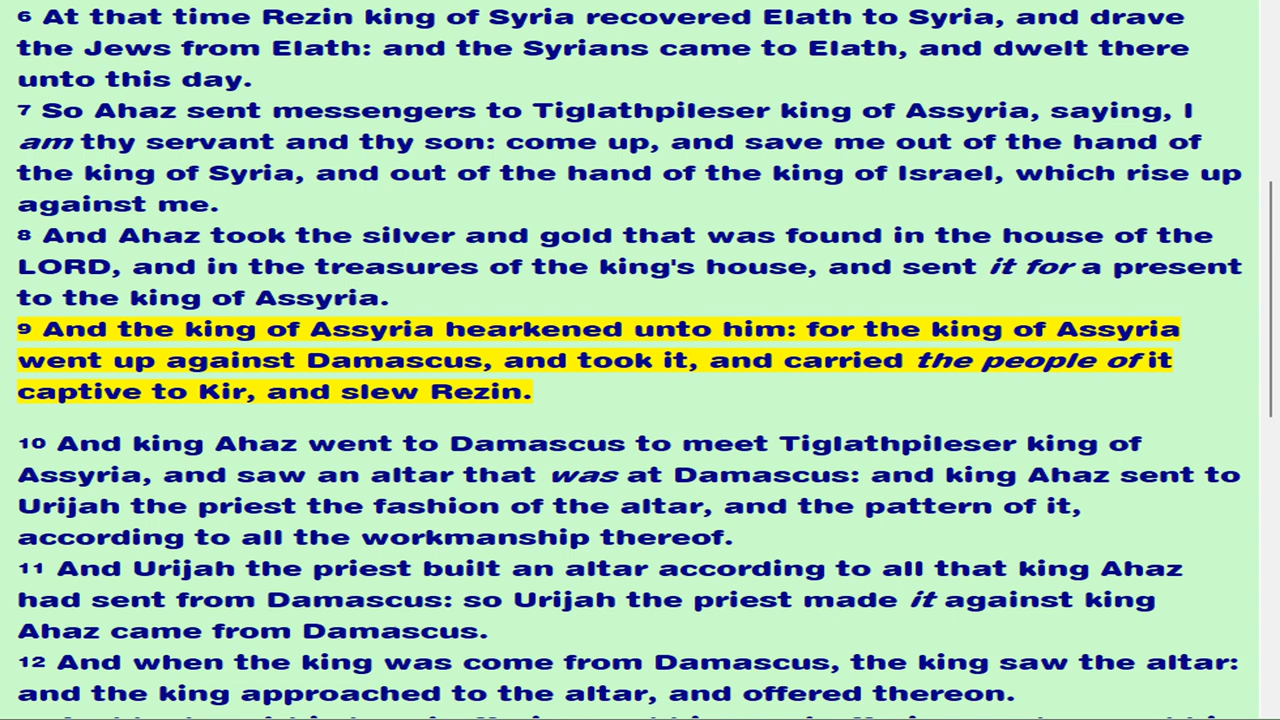 6 At that time Rezin king of Syria recovered Elath to Syria, and drave
the Jews from Elath: and the Syrians came to Elath, and dwelt there
unto this day.
7 So Ahaz sent messengers to Tiglathpileser king of Assyria, saying, I
am thy servant and thy son: come up, and save me out of the hand of
the king of Syria, and out of the hand of the king of Israel, which rise up
against me.
8 And Ahaz took the silver and gold that was found in the house of the
LORD, and in the treasures of the king's house, and sent it for a present
to the king of Assyria.
9 And the king of Assyria hearkened unto him: for the king of Assyria
went up against Damascus, and took it, and carried the people of it
captive to Kir, and slew Rezin.
10 And king Ahaz went to Damascus to meet Tiglathpileser king of
Assyria, and saw an altar that was at Damascus: and king Ahaz sent to
Urijah the priest the fashion of the altar, and the pattern of it,
according to all the workmanship thereof.
11 And Urijah the priest built an altar according to all that king Ahaz
had sent from Damascus: so Urijah the priest made it against king
Ahaz came from Damascus.
12 And when the king was come from Damascus, the king saw the altar:
and the king approached to the altar, and offered thereon.